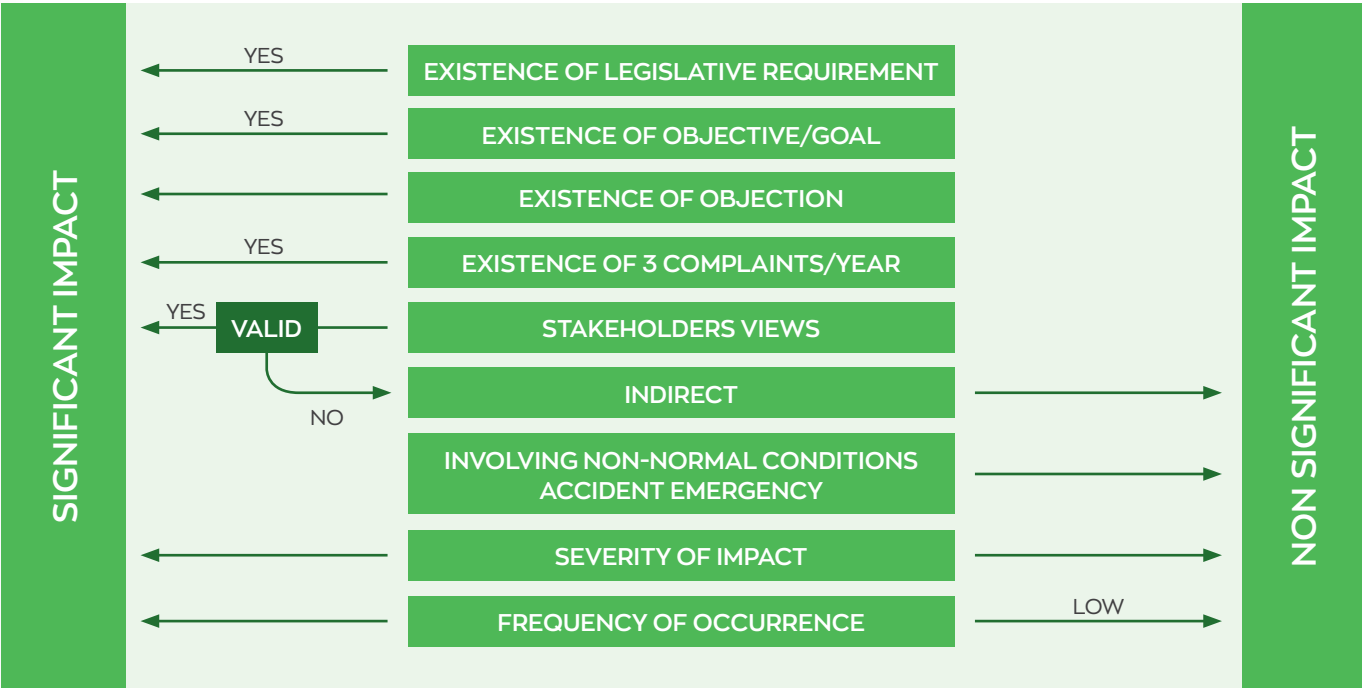 SIGNIFICANT IMPACT
YES
EXISTENCE OF LEGISLATIVE REQUIREMENT
YES
EXISTENCE OF OBJECTIVE/GOAL
EXISTENCE OF OBJECTION
YES
EXISTENCE OF 3 COMPLAINTS/YEAR
YES
VALID
STAKEHOLDERS VIEWS
NO
INDIRECT
INVOLVING NON-NORMAL CONDITIONS
ACCIDENT EMERGENCY
SEVERITY OF IMPACT
FREQUENCY OF OCCURRENCE
LOW
NON SIGNIFICANT IMPACT